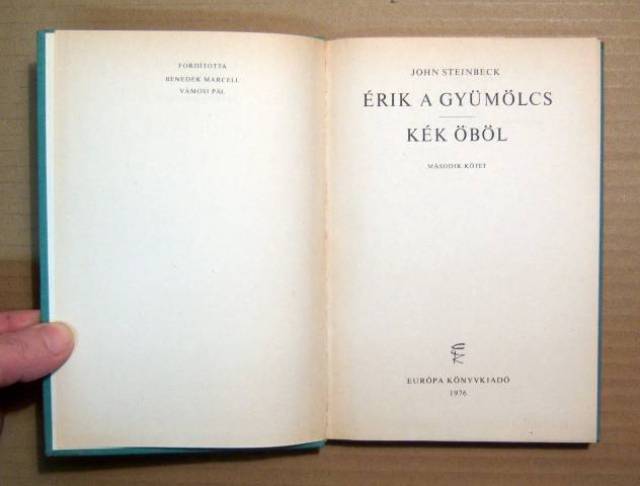 FORDÍTOTTA
BENEDEK MARCELL
VÁMOSI PÁL
JOHN STEINBECK
ÉRIK A GYÜMÖLCS
KÉK ÖBÖL
MÁSODIK KÖTET
EURÓPA KÖNYVKIADÓ
1976